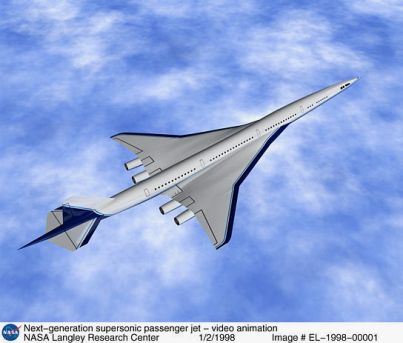 NASA
Next-generation supersonic passenger jet - video animation
NASA Langley Research Center 1/2/1998 Image # EL-1998-00001